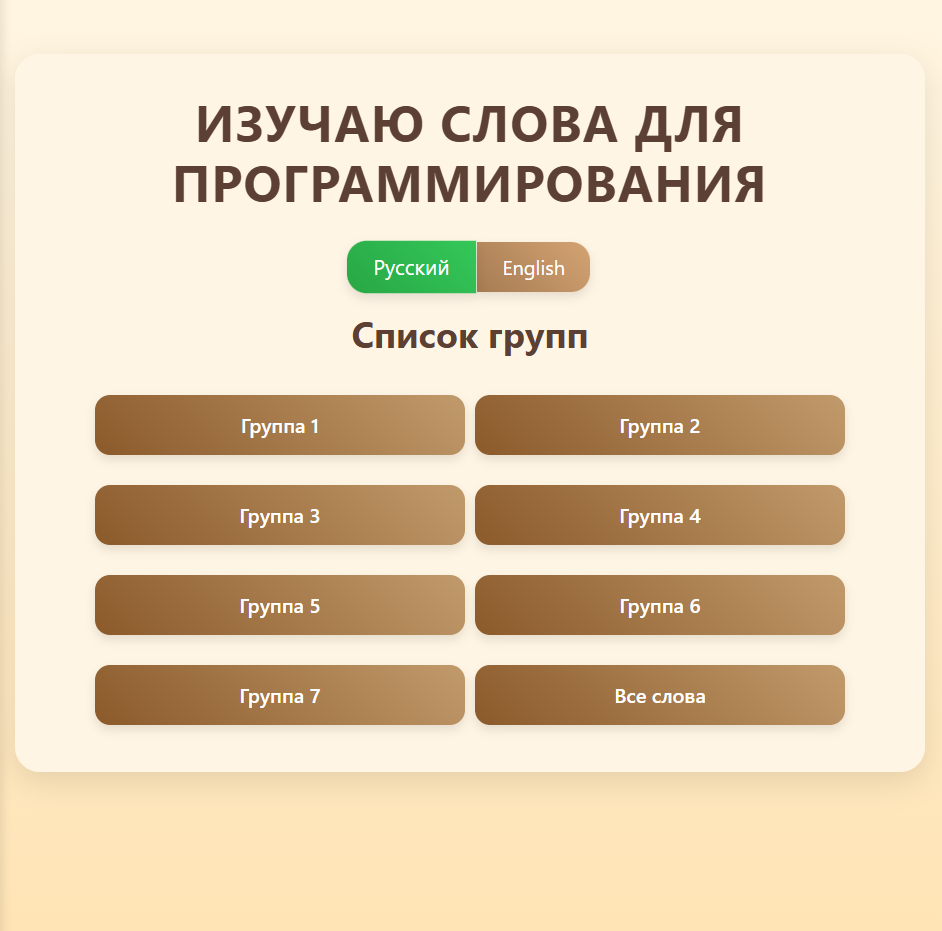 ИЗУЧАЮ СЛОВА ДЛЯ
ПРОГРАММИРОВАНИЯ
Русский English
Список групп
Группа 1 Группа 2
Группа 3 Группа 4
Группа 5 Группа 6
Группа 7 Все слова